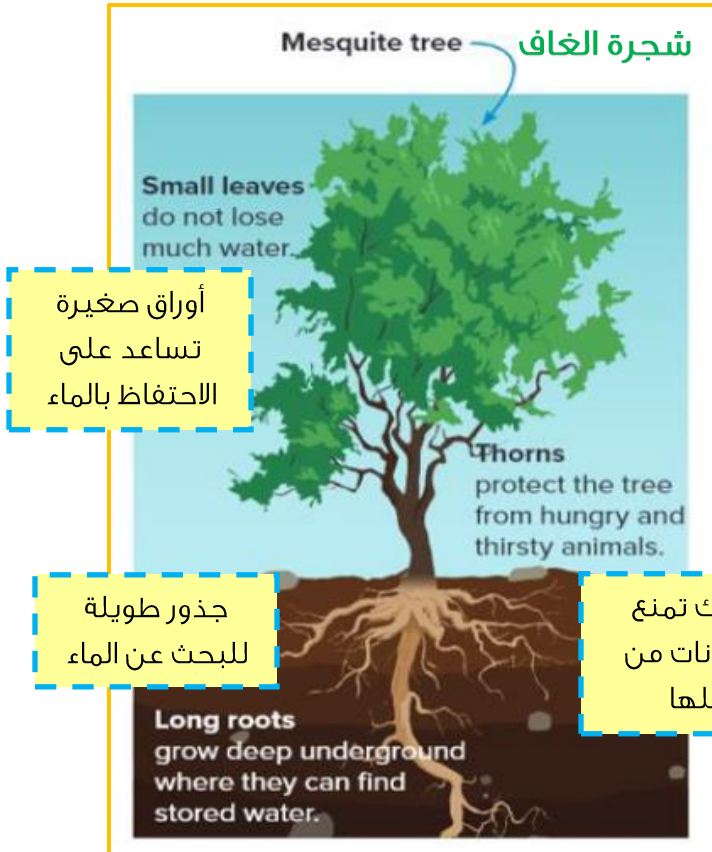 Mesquite tree
شجرة الغاف
Small leaves
do not lose
much water.
أوراق صغيرة
تساعد على
الاحتفاظ بالماء
Thorns
protect the tree
from hungry and
thirsty animals.
جذور طويلة
للبحث عن الماء
تمنع
من
Long roots
grow deep underground
where they can find
stored water.